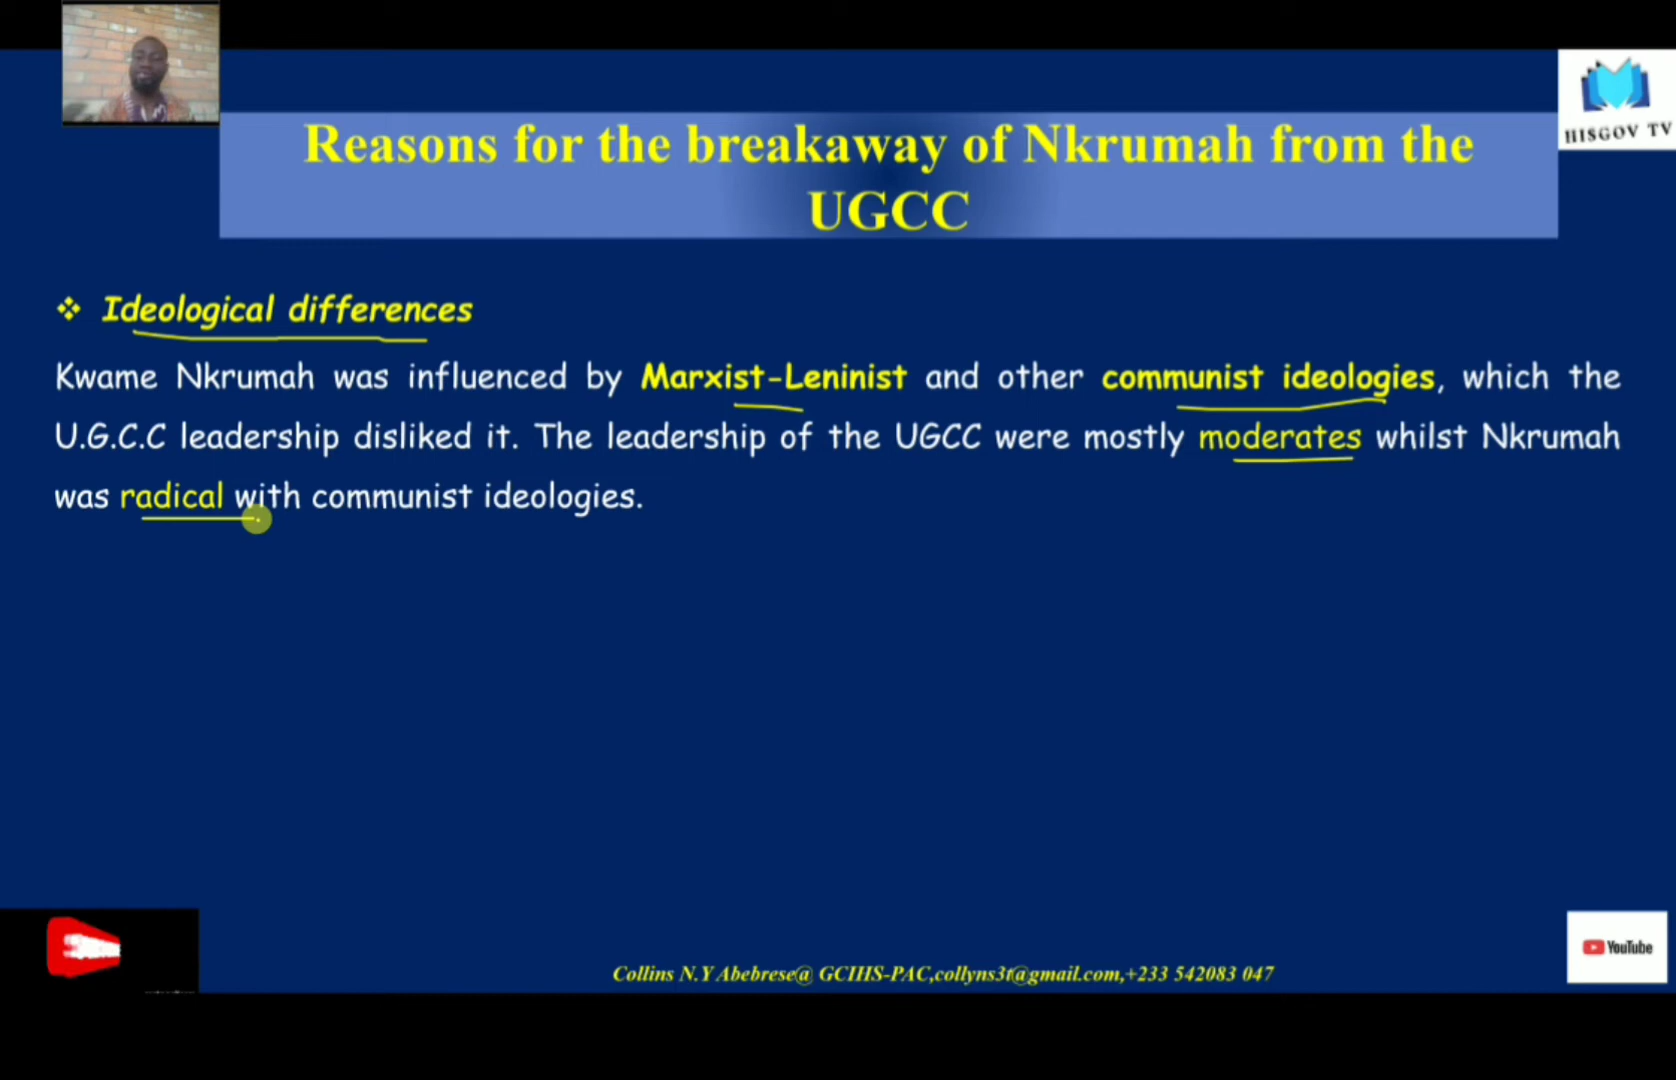 HISGOV TV
Reasons for the breakaway of Nkrumah from the
UGCC
❖ Ideological differences
Kwame Nkrumah was influenced by Marxist-Leninist and other communist ideologies, which the
U.G.C.C leadership disliked it. The leadership of the UGCC were mostly moderates whilst Nkrumah
was radical with communist ideologies.
Collins N.Y Abebrese@ GCIHS-PAC,collyns3t@gmail.com,+233 542083 047
YouTube